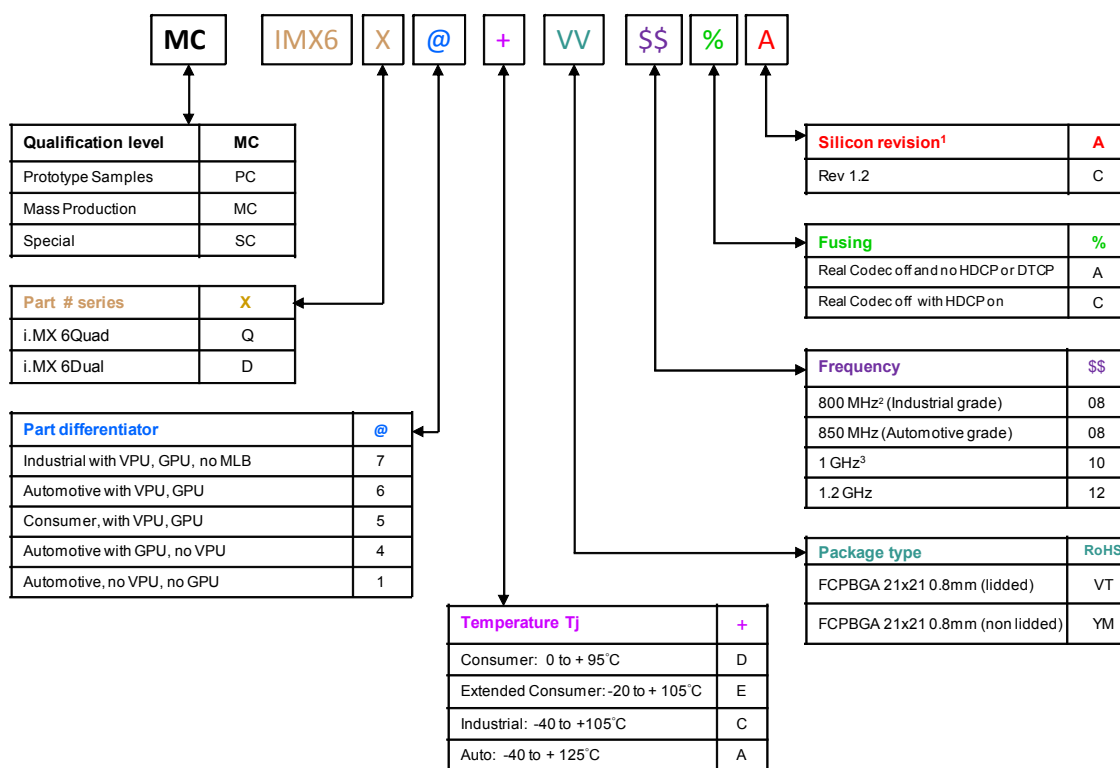 MC IMX6 X @ + VV $$ % A
Qualification level MC
Prototype Samples PC
Mass Production MC
Special SC
Part # series X
i.MX 6Quad Q
i.MX 6Dual D
Part differentiator @
Industrial with VPU, GPU, no MLB 7
Automotive with VPU, GPU 6
Consumer, with VPU, GPU 5
Automotive with GPU, no VPU 4
Automotive, no VPU, no GPU 1
Temperature Tj +
Consumer: 0 to + 95°C D
Extended Consumer: -20 to + 105°C E
Industrial: -40 to +105°C C
Auto: -40 to + 125°C A
Silicon revision¹ A
Rev 1.2 C
Fusing %
Real Codec off and no HDCP or DTCP A
Real Codec off with HDCP on C
Frequency $$
800 MHz² (Industrial grade) 08
850 MHz (Automotive grade) 08
1 GHz³ 10
1.2 GHz 12
Package type RoHS
FCPBGA 21x21 0.8mm (lidded) VT
FCPBGA 21x21 0.8mm (non lidded) YM